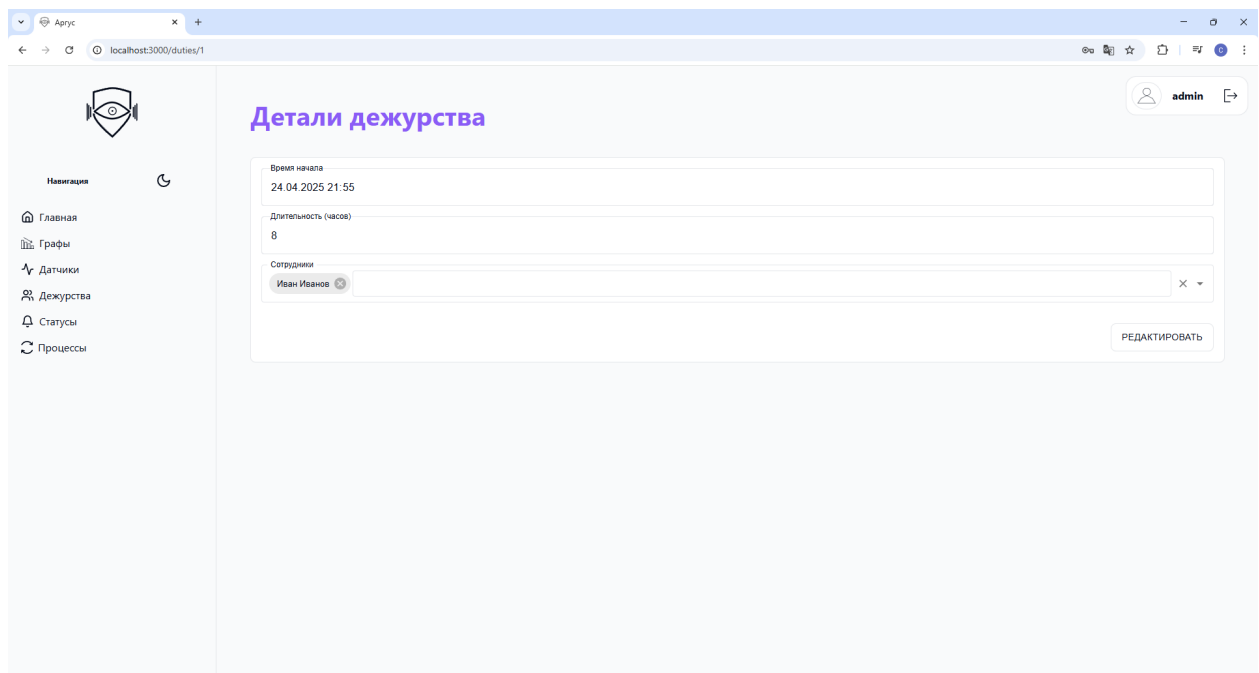 Аргус
localhost:3000/duties/1
C
admin
Детали дежурства
Навигация
Главная
Графы
Датчики
Дежурства
Статусы
Процессы
Время начала
24.04.2025 21:55
Длительность (часов)
8
Сотрудники
Иван Иванов
РЕДАКТИРОВАТЬ